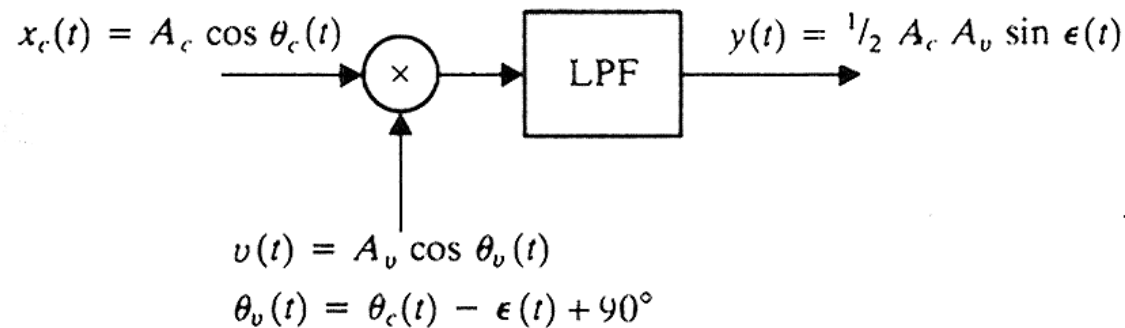 x_c(t) = A_c cos θ_c(t)
×
LPF
y(t) = 1/2 A_c A_v sin ϵ(t)
v(t) = A_v cos θ_v(t)
θ_v(t) = θ_c(t) − ϵ(t) + 90°